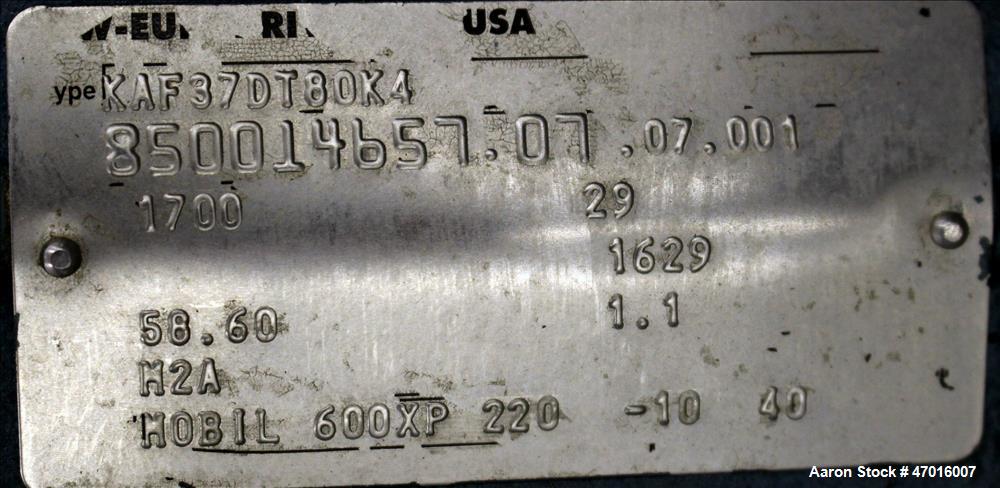 USA
ype KAF37DT80K4
850014657.07.07.001
1700 29
1629
58.60 1.1
M2A
MOBIL 600XP 220 -10 40
Aaron Stock # 47016007